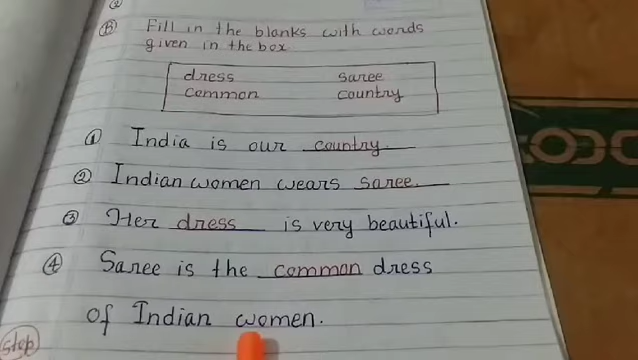 (B) Fill in the blanks with words
given in the box
dress saree
common country
① India is our country
② Indian women wears saree.
③ Her dress is very beautiful.
④ Saree is the common dress
of Indian women.
Stop